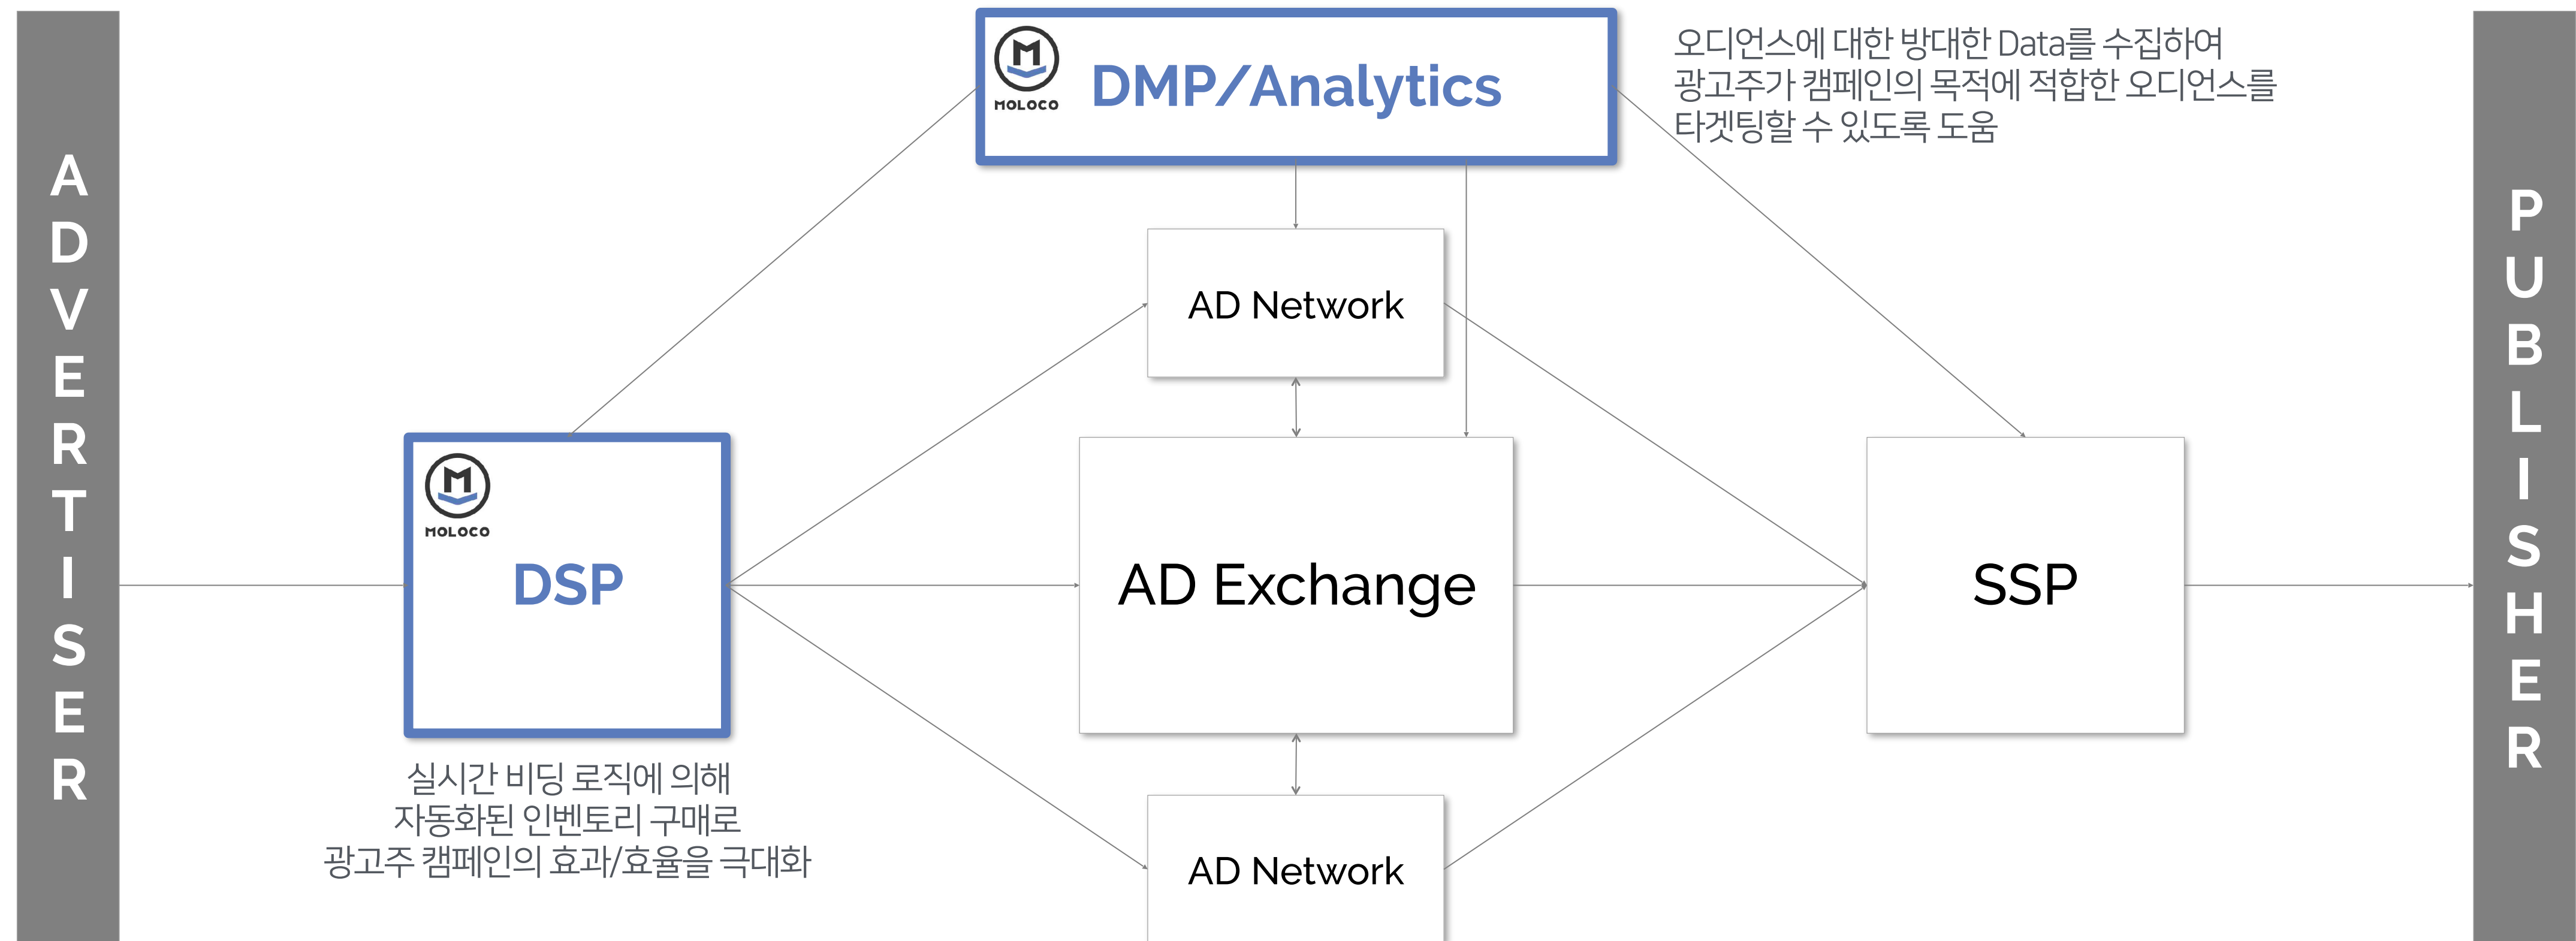 ADVERTISER
MOLOCO
DMP/Analytics
오디언스에 대한 방대한 Data를 수집하여
광고주가 캠페인의 목적에 적합한 오디언스를
타겟팅할 수 있도록 도움
AD Network
MOLOCO
DSP
AD Exchange
SSP
실시간 비딩 로직에 의해
자동화된 인벤토리 구매로
광고주 캠페인의 효과/효율을 극대화
AD Network
PUBLISHER